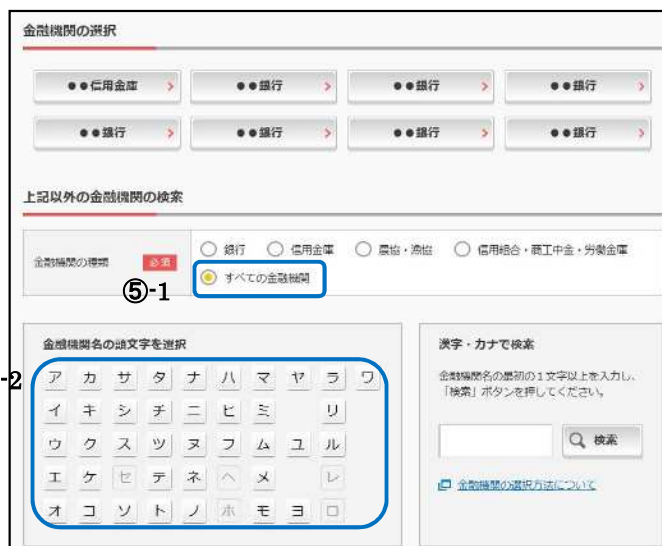 金融機関の選択
●●信用金庫 > ●●銀行 > ●●銀行 > ●●銀行 >
●●銀行 > ●●銀行 > ●●銀行 > ●●銀行 >
上記以外の金融機関の検索
金融機関の種類 必須
銀行 信用金庫 農協・漁協 信用組合・商工中金・労働金庫
すべての金融機関
⑤-1
金融機関名の頭文字を選択
-2
ア カ サ タ ナ ハ マ ヤ ラ ワ
イ キ シ チ ニ ヒ ミ リ
ウ ク ス ツ ヌ フ ム ユ ル
エ ケ セ テ ネ ヘ メ レ
オ コ ソ ト ノ ホ モ ヨ ロ
漢字・カナで検索
金融機関名の最初の1文字以上を入力し、
「検索」ボタンを押してください。
検索
金融機関の選択方法について